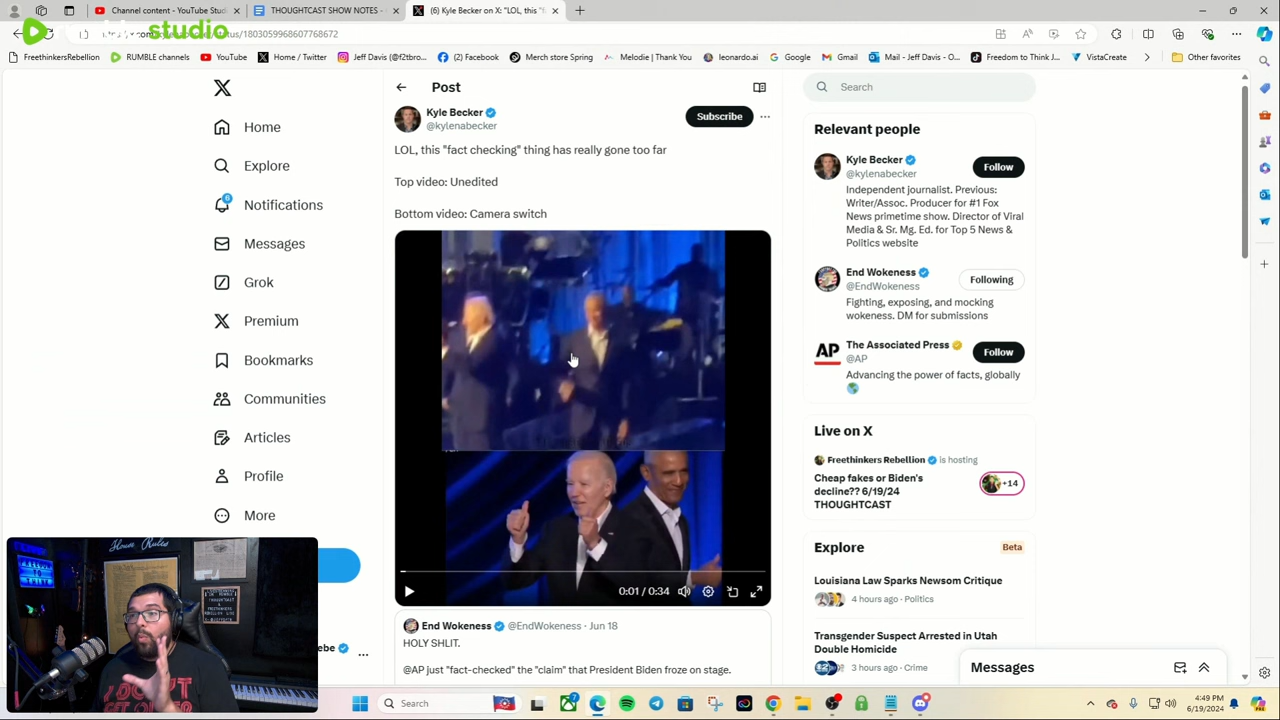 Channel content - YouTube Stud
THOUGHTCAST SHOW NOTES -
(6) Kyle Becker on X: "LOL, this "f
studio
/status/1803059968607768672
FreethinkersRebellion
RUMBLE channels
YouTube
Home / Twitter
Jeff Davis (@f2tbro...
(2) Facebook
Merch store Spring
Melodie | Thank You
leonardo.ai
Google
Gmail
Mail - Jeff Davis - O...
Freedom to Think J...
VistaCreate
Other favorites
Home
Explore
6
Notifications
Messages
Grok
Premium
Bookmarks
Communities
Articles
Profile
More
Post
Kyle Becker
@kylenabecker
Subscribe
LOL, this "fact checking" thing has really gone too far
Top video: Unedited
Bottom video: Camera switch
0:01 / 3:34
End Wokeness @EndWokeness · Jun 18
HOLY SHLIT.
@AP just "fact-checked" the "claim" that President Biden froze on stage.
Search
Relevant people
Kyle Becker
@kylenabecker
Follow
Independent journalist. Previous:
Writer/Assoc. Producer for #1 Fox
News primetime show. Director of Viral
Media & Sr. Mg. Ed. for Top 5 News &
Politics website
End Wokeness
@EndWokeness
Following
Fighting, exposing, and mocking
wokeness. DM for submissions
AP
The Associated Press
@AP
Follow
Advancing the power of facts, globally
Live on X
Freethinkers Rebellion is hosting
Cheap fakes or Biden's
decline?? 6/19/24
THOUGHTCAST
+14
Explore
Beta
Louisiana Law Sparks Newsom Critique
4 hours ago · Politics
Transgender Suspect Arrested in Utah
Double Homicide
3 hours ago · Crime
Messages
House Rules
Search
4:49 PM
6/19/2024